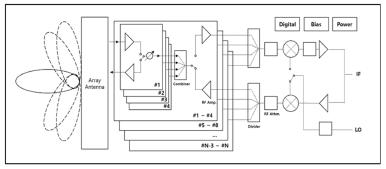 Digital
Bias
Power
Array
Antenna
#1
#2
#3
#4
Combiner
RF Amp.
#1 ~ #4
#5 ~ #8
...
#N-3 ~ #N
Divider
RF Atten.
IF
LO